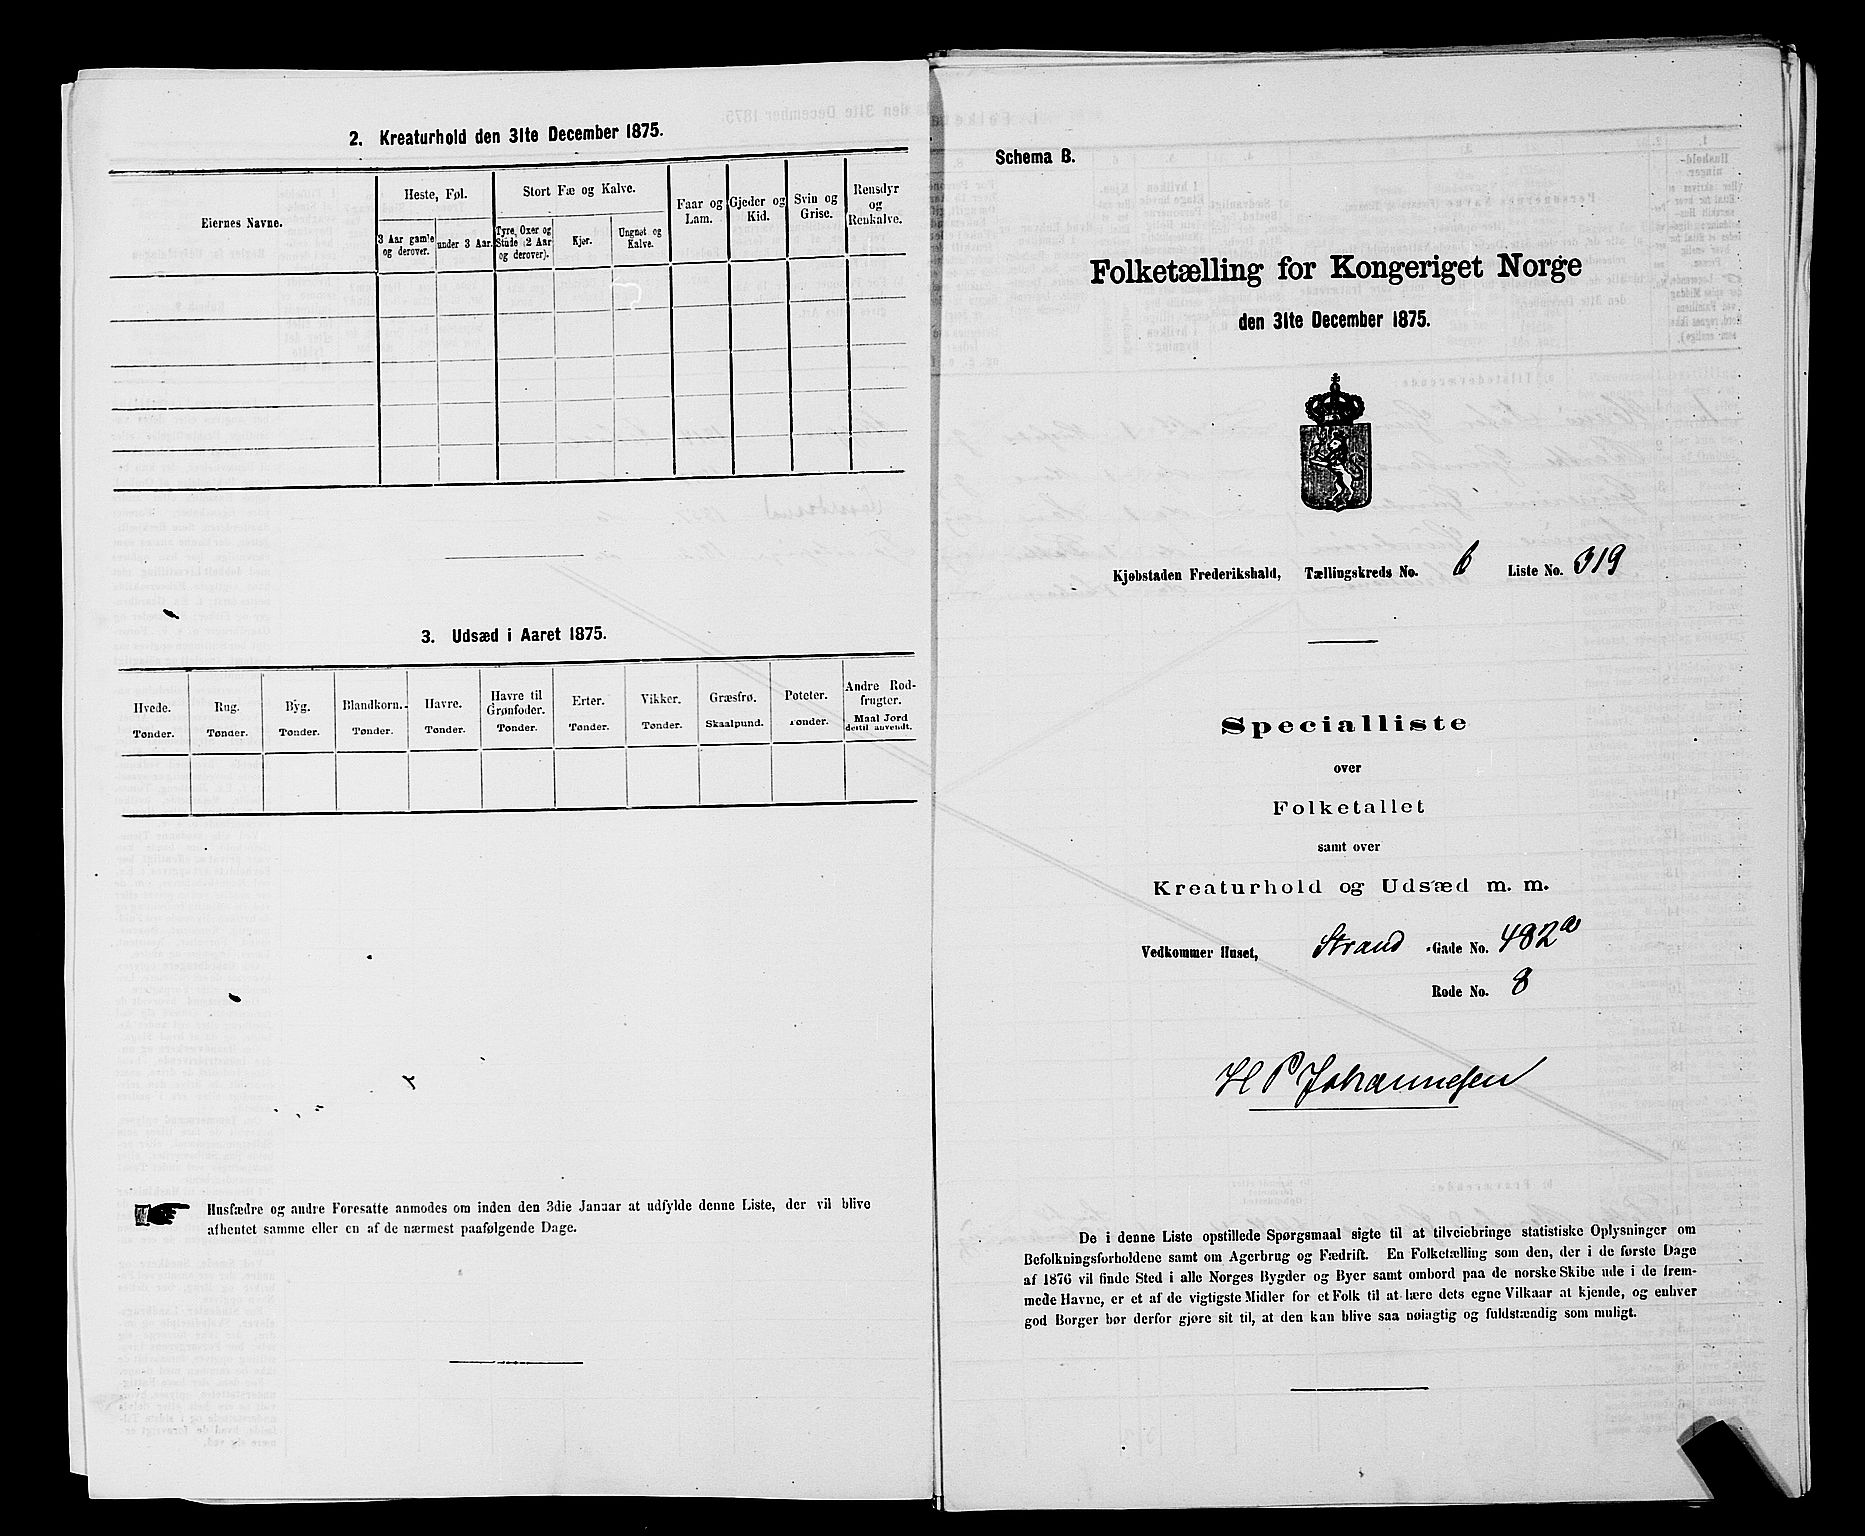 2. Kreaturhold den 31te December 1875.
Eiernes Navne.
Heste, Føl.
Stort Fæ og Kalve.
Faar og
Lam.
Gjeder og
Kid.
Svin og
Grise.
Rensdyr
og
Renkalve.
3 Aar gamle
og derover.
under 3 Aar.
Tyre, Oxer og
Stude (2 Aar
og derover).
Kjør.
Ungnøt og
Kalve.
3. Udsæd i Aaret 1875.
Hvede.
Tønder.
Rug.
Tønder.
Byg.
Tønder.
Blandkorn.
Tønder.
Havre.
Tønder.
Havre til
Grønfoder.
Tønder.
Erter.
Tønder.
Vikker.
Tønder.
Græsfrø.
Skaalpund.
Poteter.
Tønder.
Andre Rod-
frugter.
Maal Jord
dertil anvendt.
Husfædre og andre Foresatte anmodes om inden den 3die Januar at udfylde denne Liste, der vil blive
afhentet samme eller en af de nærmest paafølgende Dage.
Schema B.
Folketælling for Kongeriget Norge
den 31te December 1875.
Kjøbstaden Frederikshald, Tællingskreds No. 6 Liste No. 319
Specialliste
over
Folketallet
samt over
Kreaturhold og Udsæd m. m.
Vedkommer Huset, Strand -Gade No. 482a
Rode No. 8
H P Johannesen
De i denne Liste opstillede Spørgsmaal sigte til at tilveiebringe statistiske Oplysninger om
Befolkningsforholdene samt om Agerbrug og Fædrift. En Folketælling som den, der i de første Dage
af 1876 vil finde Sted i alle Norges Bygder og Byer samt ombord paa de norske Skibe ude i de frem-
mede Havne, er et af de vigtigste Midler for et Folk til at lære dets egne Vilkaar at kjende, og enhver
god Borger bør derfor gjøre sit til, at den kan blive saa nøiagtig og fuldstændig som muligt.